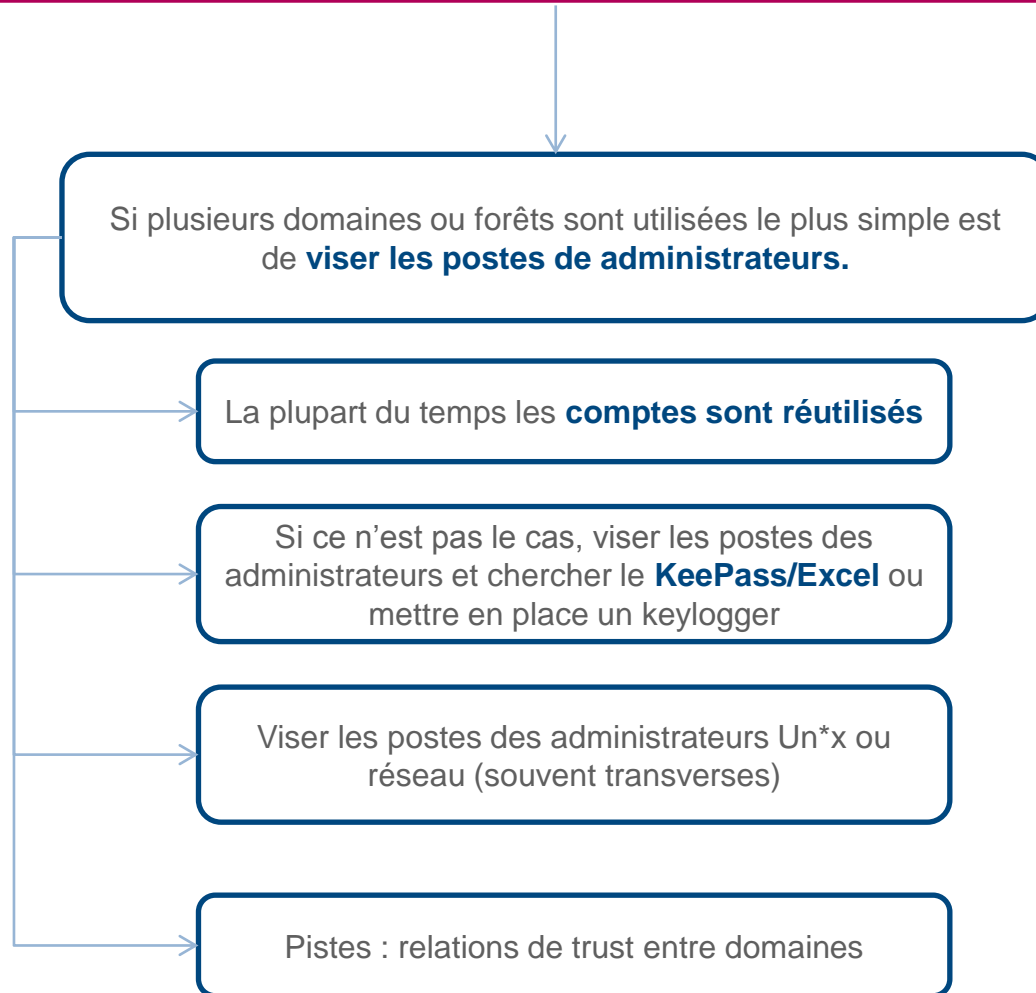 Si plusieurs domaines ou forêts sont utilisées le plus simple est
de viser les postes de administrateurs.
La plupart du temps les comptes sont réutilisés
Si ce n’est pas le cas, viser les postes des
administrateurs et chercher le KeePass/Excel ou
mettre en place un keylogger
Viser les postes des administrateurs Un*x ou
réseau (souvent transverses)
Pistes : relations de trust entre domaines